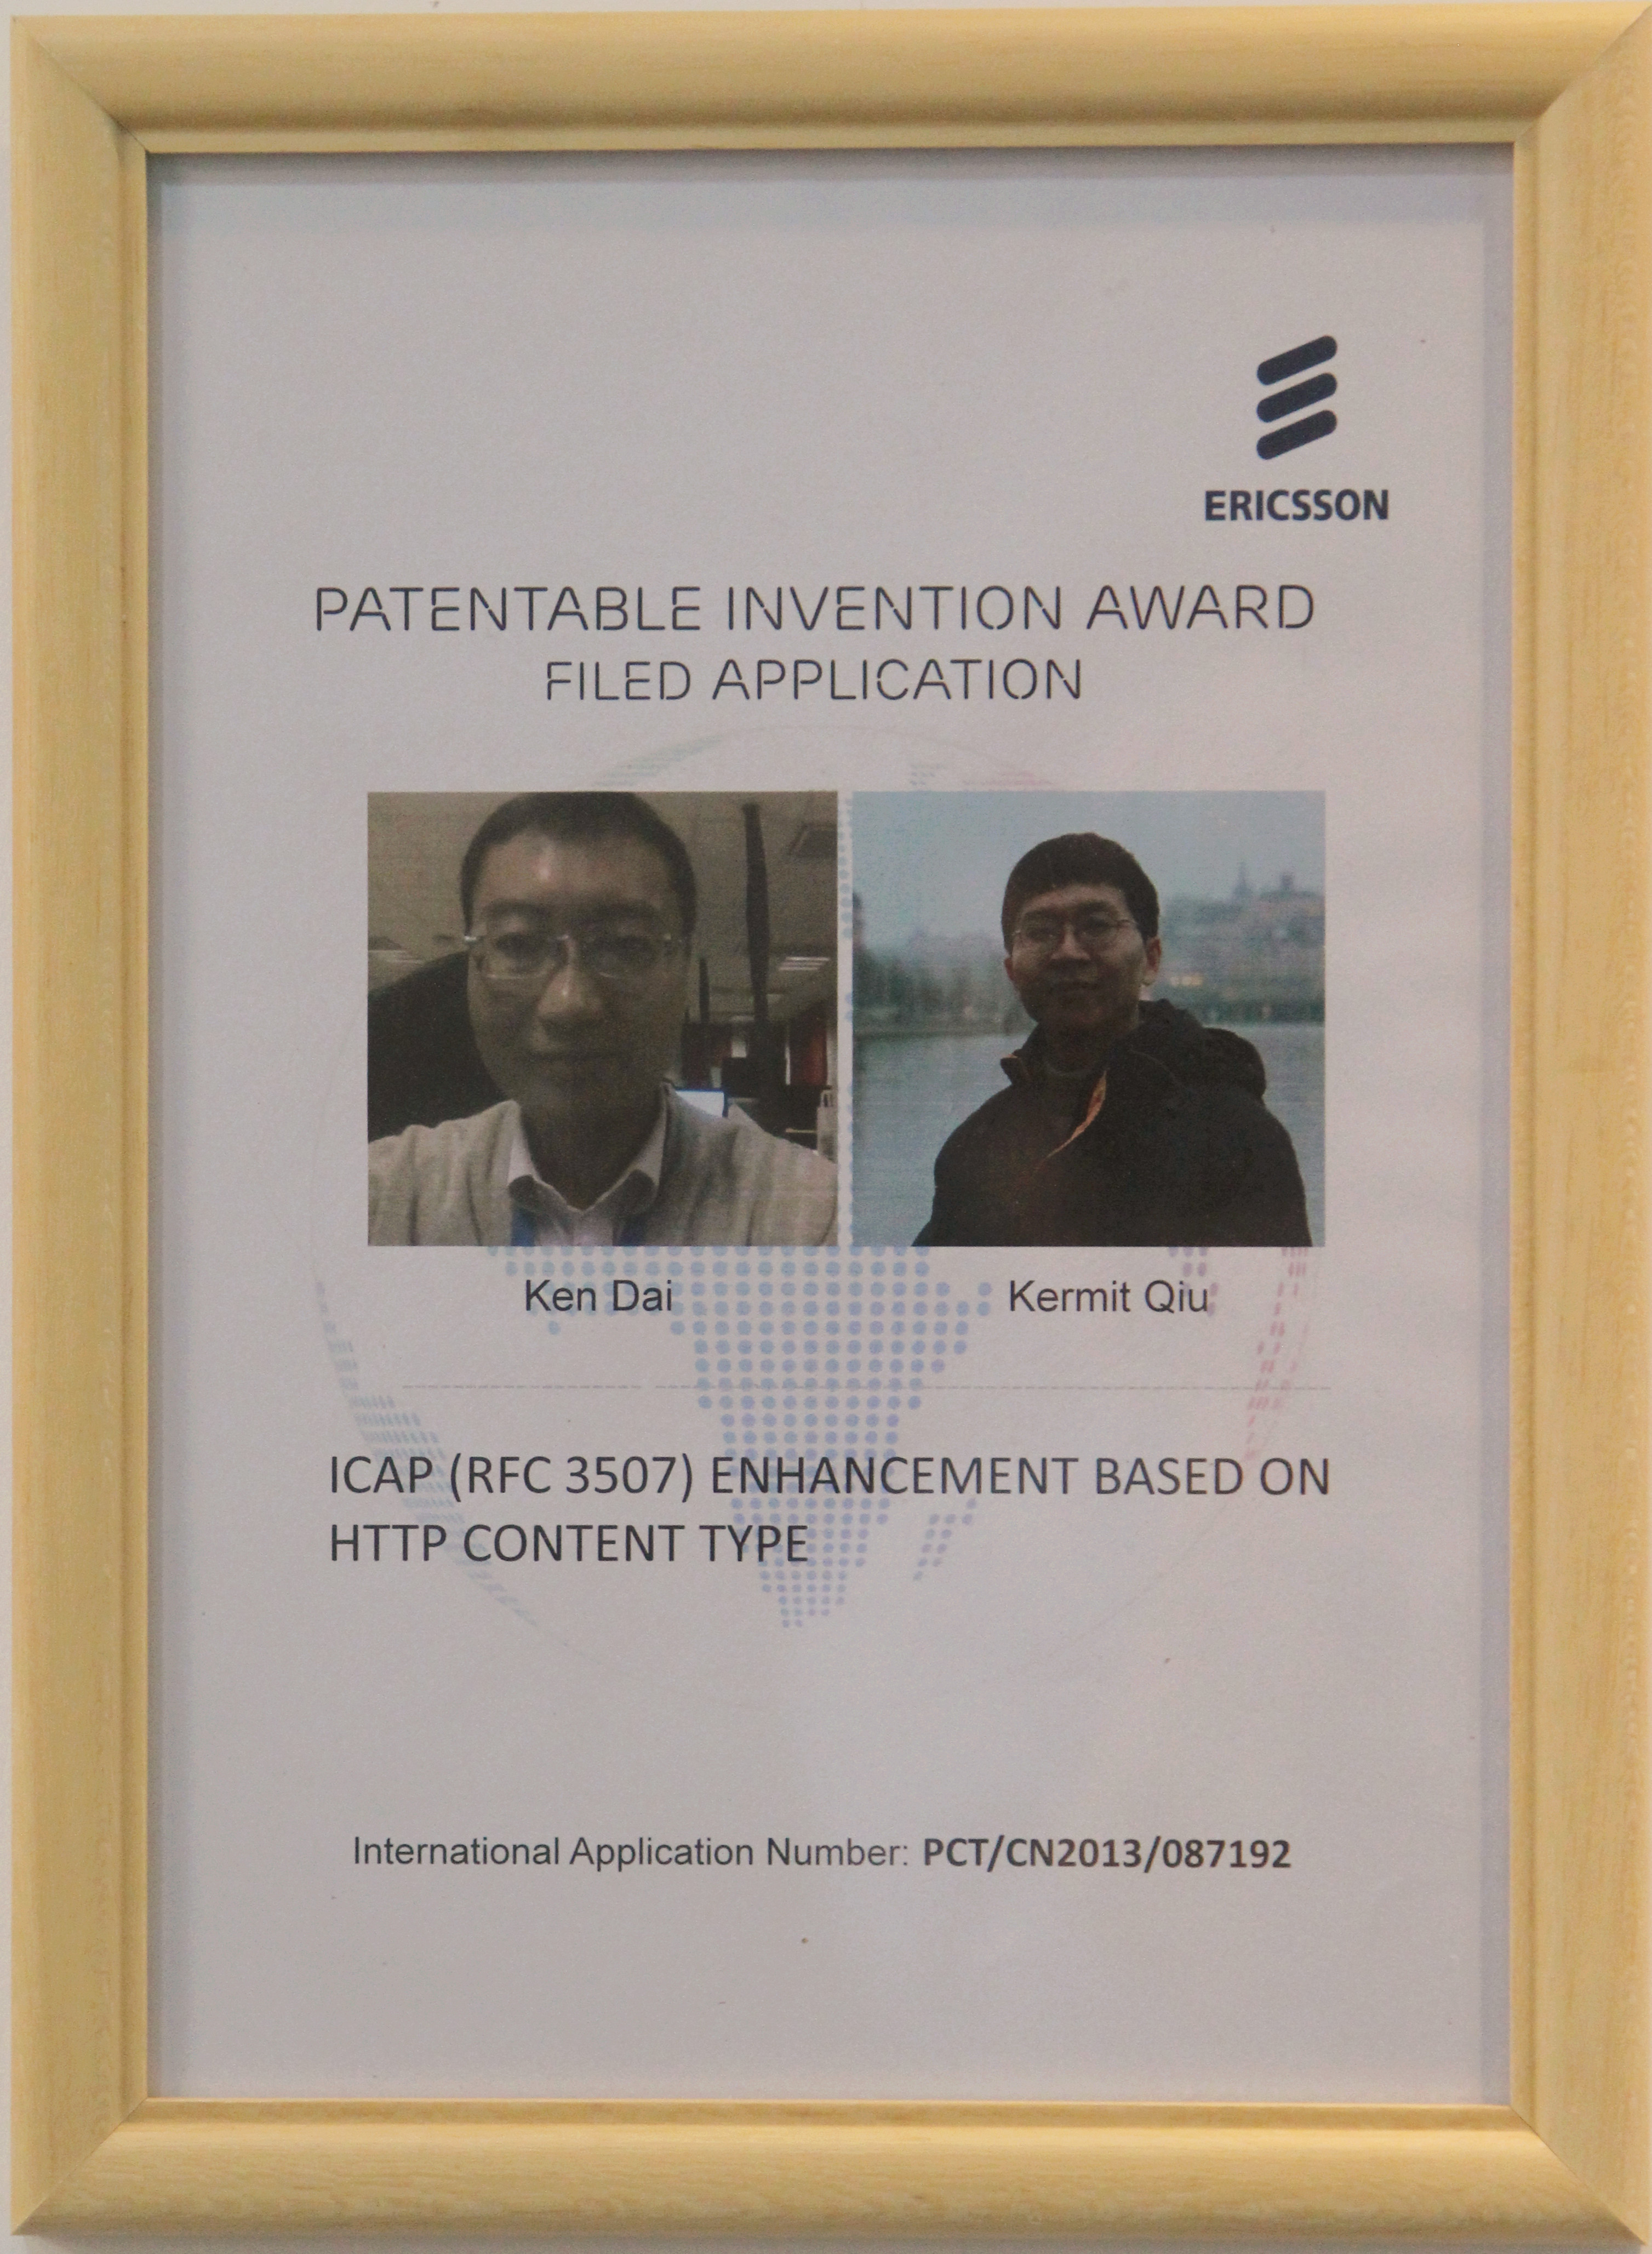 ERICSSON
PATENTABLE INVENTION AWARD
FILED APPLICATION
Ken Dai
Kermit Qiu
ICAP (RFC 3507) ENHANCEMENT BASED ON
HTTP CONTENT TYPE
International Application Number: PCT/CN2013/087192